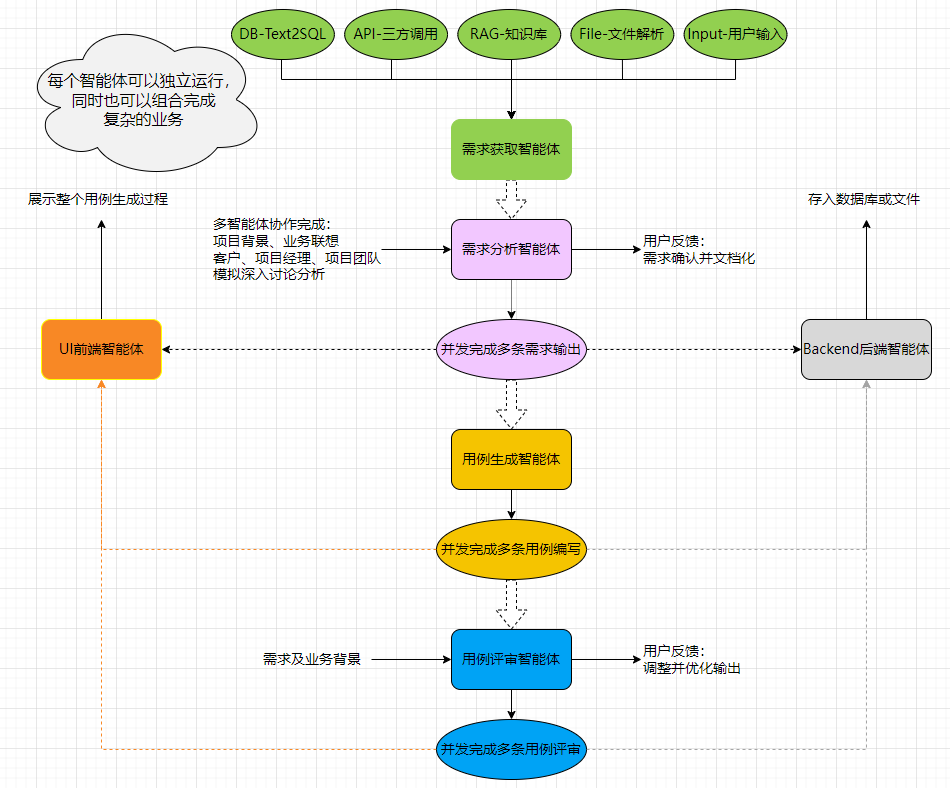 DB-Text2SQL
API-三方调用
RAG-知识库
File-文件解析
Input-用户输入
每个智能体可以独立运行，
同时也可以组合完成
复杂的业务
需求获取智能体
展示整个用例生成过程
存入数据库或文件
多智能体协作完成：
项目背景、业务联想
客户、项目经理、项目团队
模拟深入讨论分析
需求分析智能体
用户反馈：
需求确认并文档化
UI前端智能体
并发完成多条需求输出
Backend后端智能体
用例生成智能体
并发完成多条用例编写
需求及业务背景
用例评审智能体
用户反馈：
调整并优化输出
并发完成多条用例评审